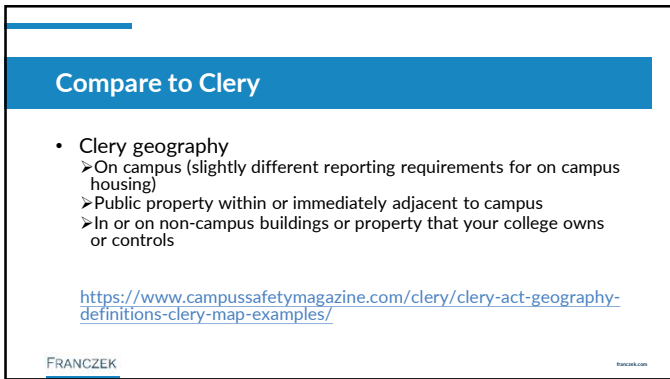 Compare to Clery
• Clery geography
➢On campus (slightly different reporting requirements for on campus
housing)
➢Public property within or immediately adjacent to campus
➢In or on non-campus buildings or property that your college owns
or controls
https://www.campussafetymagazine.com/clery/clery-act-geography-
definitions-clery-map-examples/
FRANCZEK
franczek.com